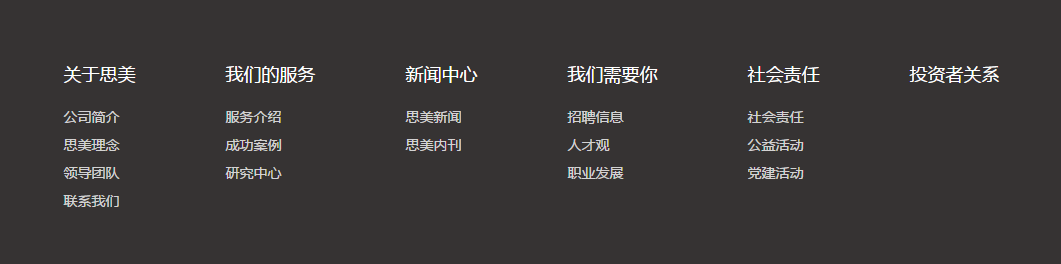 关于思美
公司简介
思美理念
领导团队
联系我们
我们的服务
服务介绍
成功案例
研究中心
新闻中心
思美新闻
思美内刊
我们需要你
招聘信息
人才观
职业发展
社会责任
社会责任
公益活动
党建活动
投资者关系